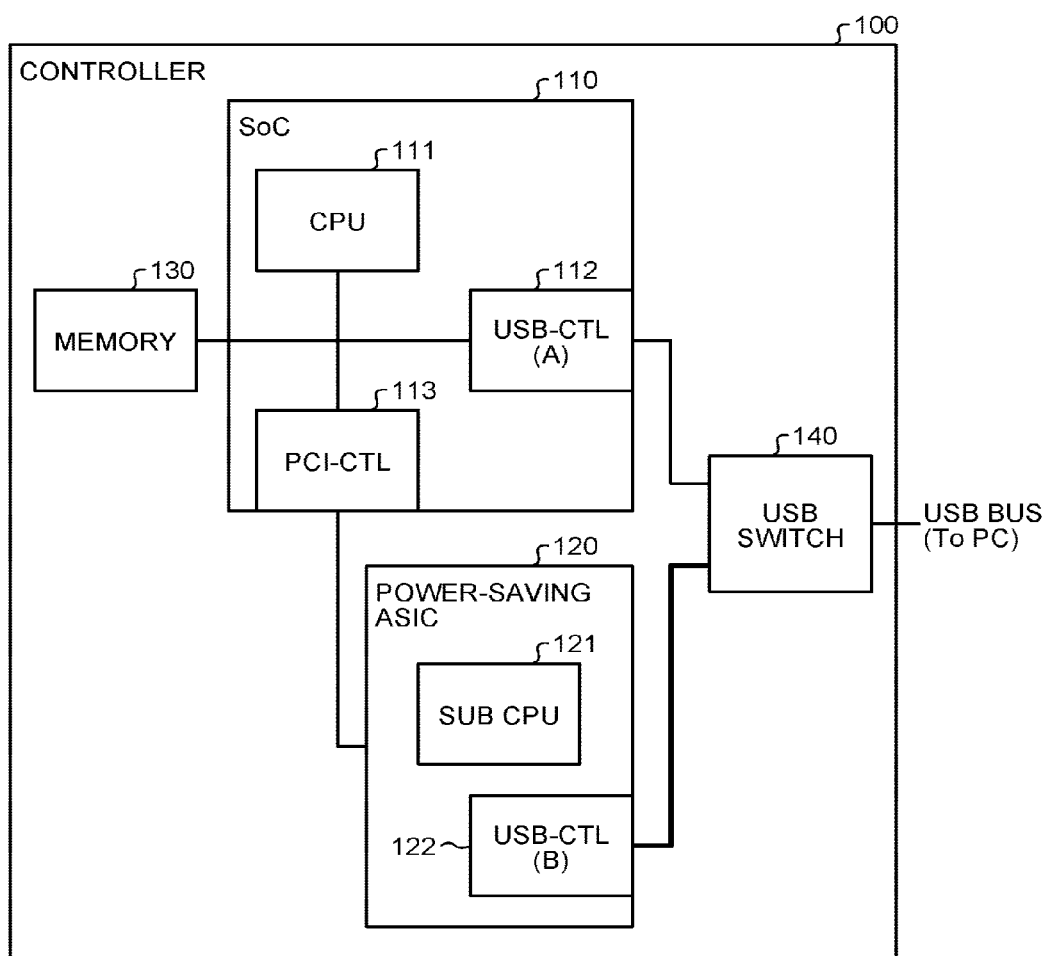 100
CONTROLLER
110
SoC
111
CPU
130
MEMORY
112
USB-CTL
(A)
113
PCI-CTL
140
USB
SWITCH
USB BUS
(To PC)
120
POWER-SAVING
ASIC
121
SUB CPU
122
USB-CTL
(B)